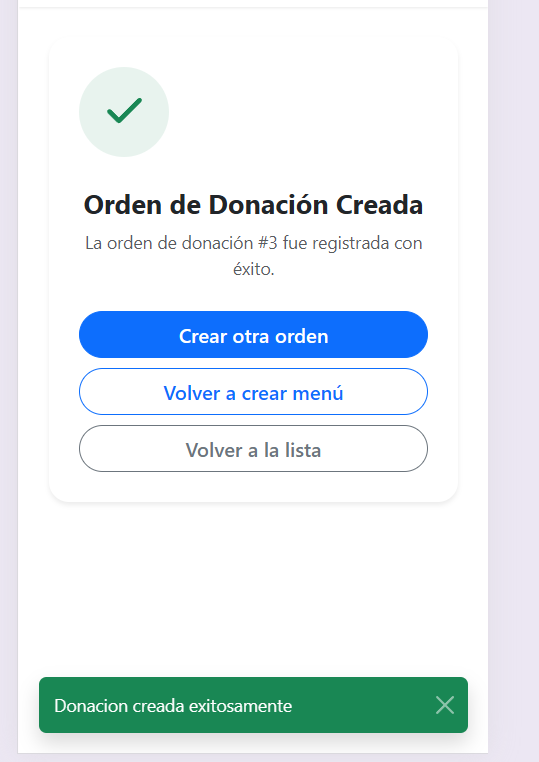 Orden de Donación Creada
La orden de donación #3 fue registrada con
éxito.
Crear otra orden
Volver a crear menú
Volver a la lista
Donacion creada exitosamente